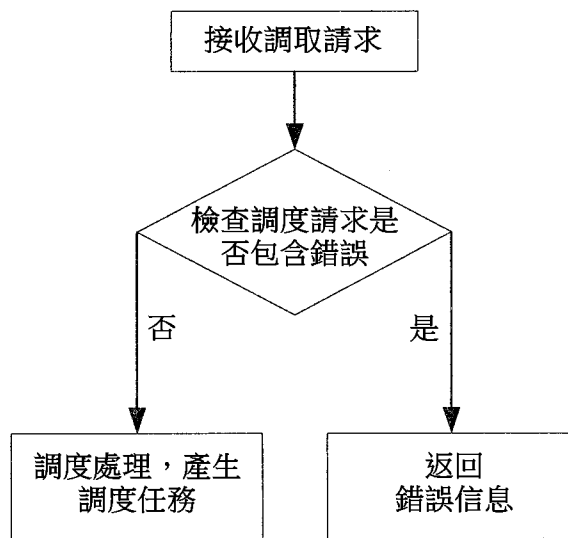 接收調取請求
檢查調度請求是
否包含錯誤
否
是
調度處理，產生
調度任務
返回
錯誤信息